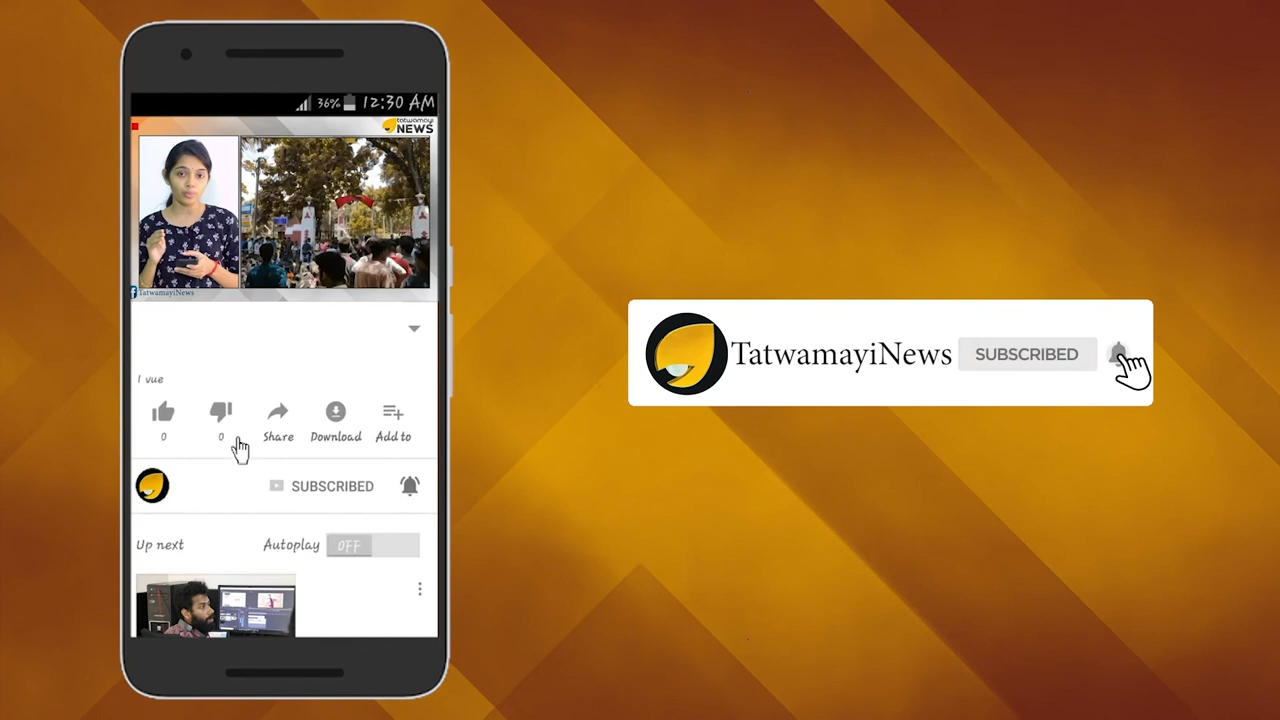 36% 12:30 AM
tatwamayi
NEWS
TatwamayiNews
1 vue
0 0 Share Download Add to
SUBSCRIBED
Up next Autoplay OFF
TatwamayiNews SUBSCRIBED